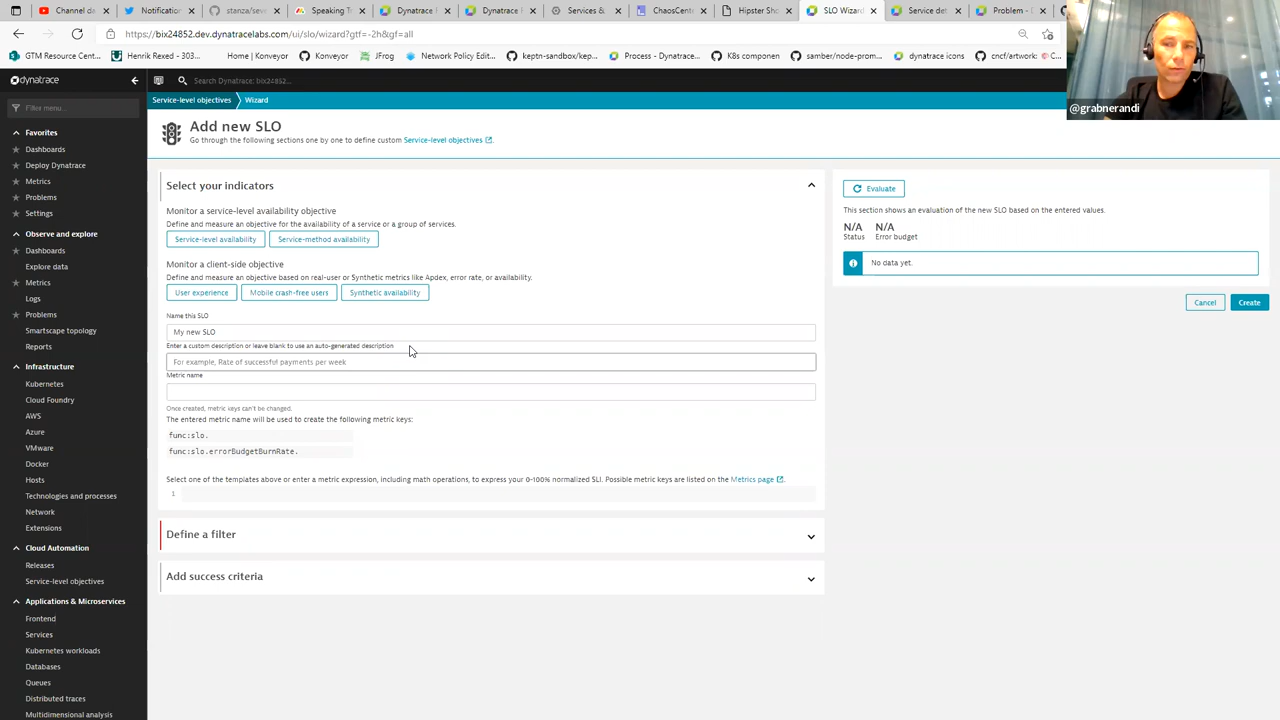 Channel da
Notification
stanza/seve
Speaking To
Dynatrace F
Dynatrace F
Services &
ChaosCente
Hipster Sho
SLO Wizard
Service det
Problem - D
https://bix24852.dev.dynatracelabs.com/ui/slo/wizard?gtf=-2h&gf=all
GTM Resource Cent...
Henrik Rexed - 303...
Home | Konveyor
Konveyor
JFrog
Network Policy Edit...
keptn-sandbox/kep...
Process - Dynatrace...
K8s componen
samber/node-prom...
dynatrace icons
cncf/artwork:
@grabnerandi
dynatrace
Search Dynatrace: bix24852...
Filter menu...
Favorites
Dashboards
Deploy Dynatrace
Metrics
Problems
Settings
Observe and explore
Dashboards
Explore data
Metrics
Logs
Problems
Smartscape topology
Reports
Infrastructure
Kubernetes
Cloud Foundry
AWS
Azure
VMware
Docker
Hosts
Technologies and processes
Network
Extensions
Cloud Automation
Releases
Service-level objectives
Applications & Microservices
Frontend
Services
Kubernetes workloads
Databases
Queues
Distributed traces
Multidimensional analysis
Service-level objectives
Wizard
Add new SLO
Go through the following sections one by one to define custom Service-level objectives.
Select your indicators
Monitor a service-level availability objective
Define and measure an objective for the availability of a service or a group of services.
Service-level availability
Service-method availability
Monitor a client-side objective
Define and measure an objective based on real-user or Synthetic metrics like Apdex, error rate, or availability.
User experience
Mobile crash-free users
Synthetic availability
Name this SLO
My new SLO
Enter a custom description or leave blank to use an auto-generated description
For example, Rate of successful payments per week
Metric name
Once created, metric keys can't be changed.
The entered metric name will be used to create the following metric keys:
func:slo.
func:slo.errorBudgetBurnRate.
Select one of the templates above or enter a metric expression, including math operations, to express your 0-100% normalized SLI. Possible metric keys are listed on the Metrics page.
1
Define a filter
Add success criteria
Evaluate
This section shows an evaluation of the new SLO based on the entered values.
N/A
N/A
Status
Error budget
No data yet.
Cancel
Create